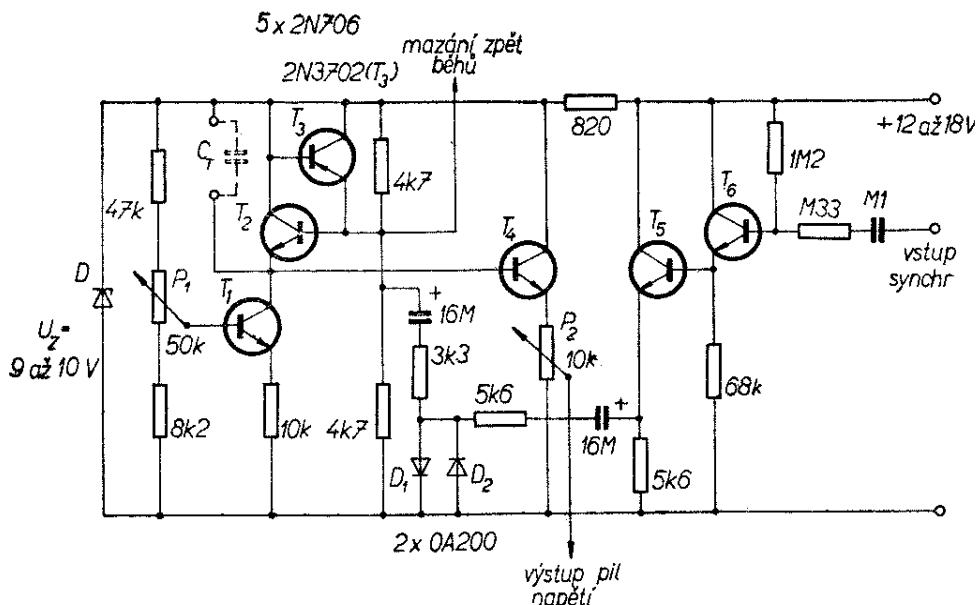 5 x 2N706
mazání zpět
běhů
2N3702(T3)
+12 až 18V
820
T3
CT
1M2
47k
4k7
T6
T2
M33
M1
T4
T5
vstup
synchr
D
P1
T1
+
16M
P2
Uz=
9 až 10 V
50k
3k3
10k
68k
5k6
+
8k2
10k
4k7
16M
D1
D2
5k6
2 x 0A200
výstup pil
napětí